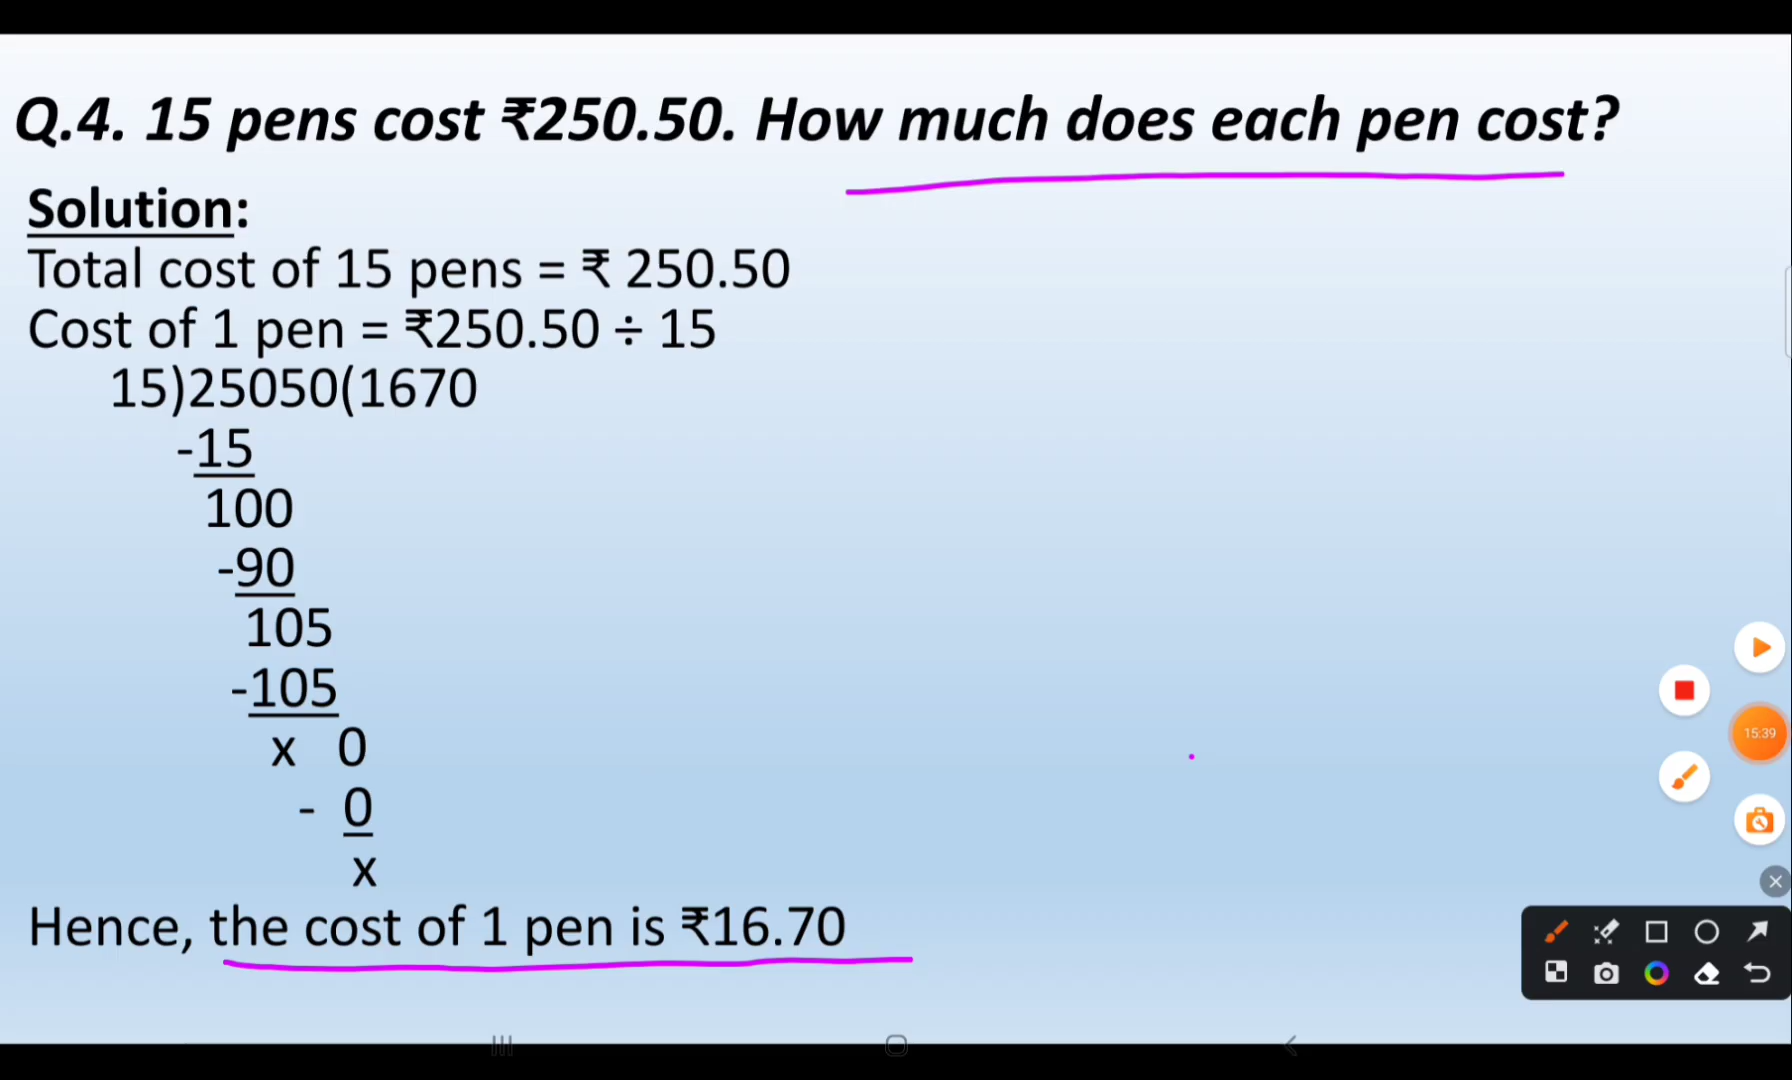 Q.4. 15 pens cost ₹250.50. How much does each pen cost?
Solution:
Total cost of 15 pens = ₹ 250.50
Cost of 1 pen = ₹250.50 ÷ 15
15)25050(1670
-15
100
-90
105
-105
x 0
- 0
x
Hence, the cost of 1 pen is ₹16.70
15:39